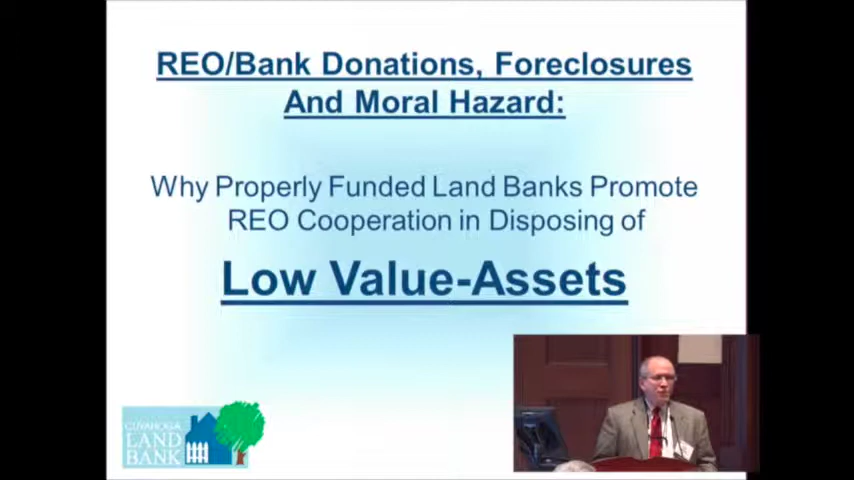 REO/Bank Donations, Foreclosures
And Moral Hazard:
Why Properly Funded Land Banks Promote
REO Cooperation in Disposing of
Low Value-Assets
CUYAHOGA
LAND
BANK